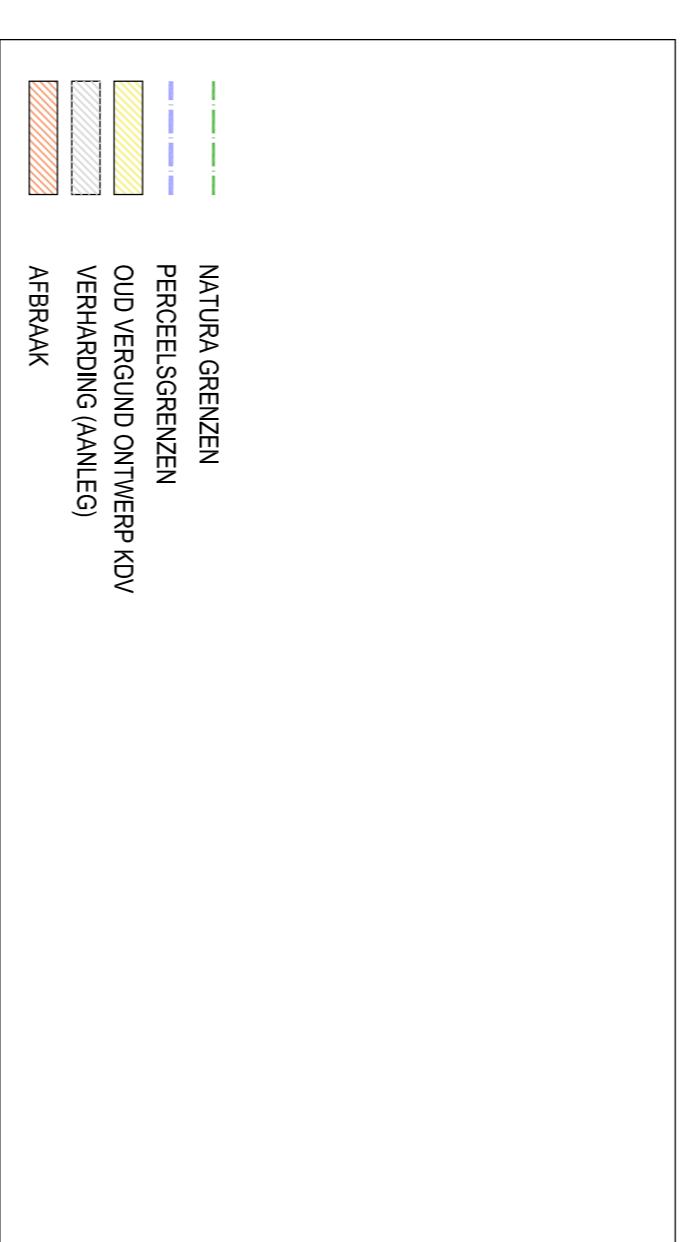 NATURA GRENZEN
PERCEELSGRENZEN
OUD VERGUND ONTWERP KDV
VERHARDING (AANLEG)
AFBRAAK